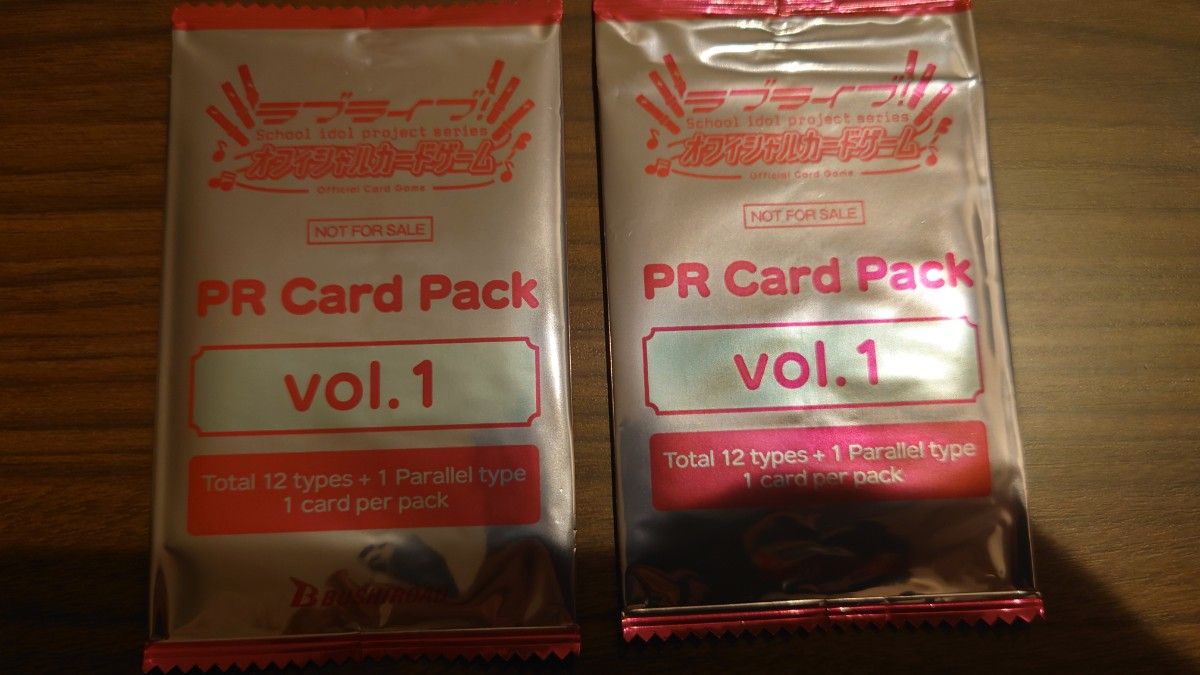 ラブライブ!
School idol project series
オフィシャルカードゲーム
Official Card Game
NOT FOR SALE
PR Card Pack
vol.1
Total 12 types + 1 Parallel type
1 card per pack
BUSHIROAD
ラブライブ!
School idol project series
オフィシャルカードゲーム
Official Card Game
NOT FOR SALE
PR Card Pack
vol.1
Total 12 types + 1 Parallel type
1 card per pack